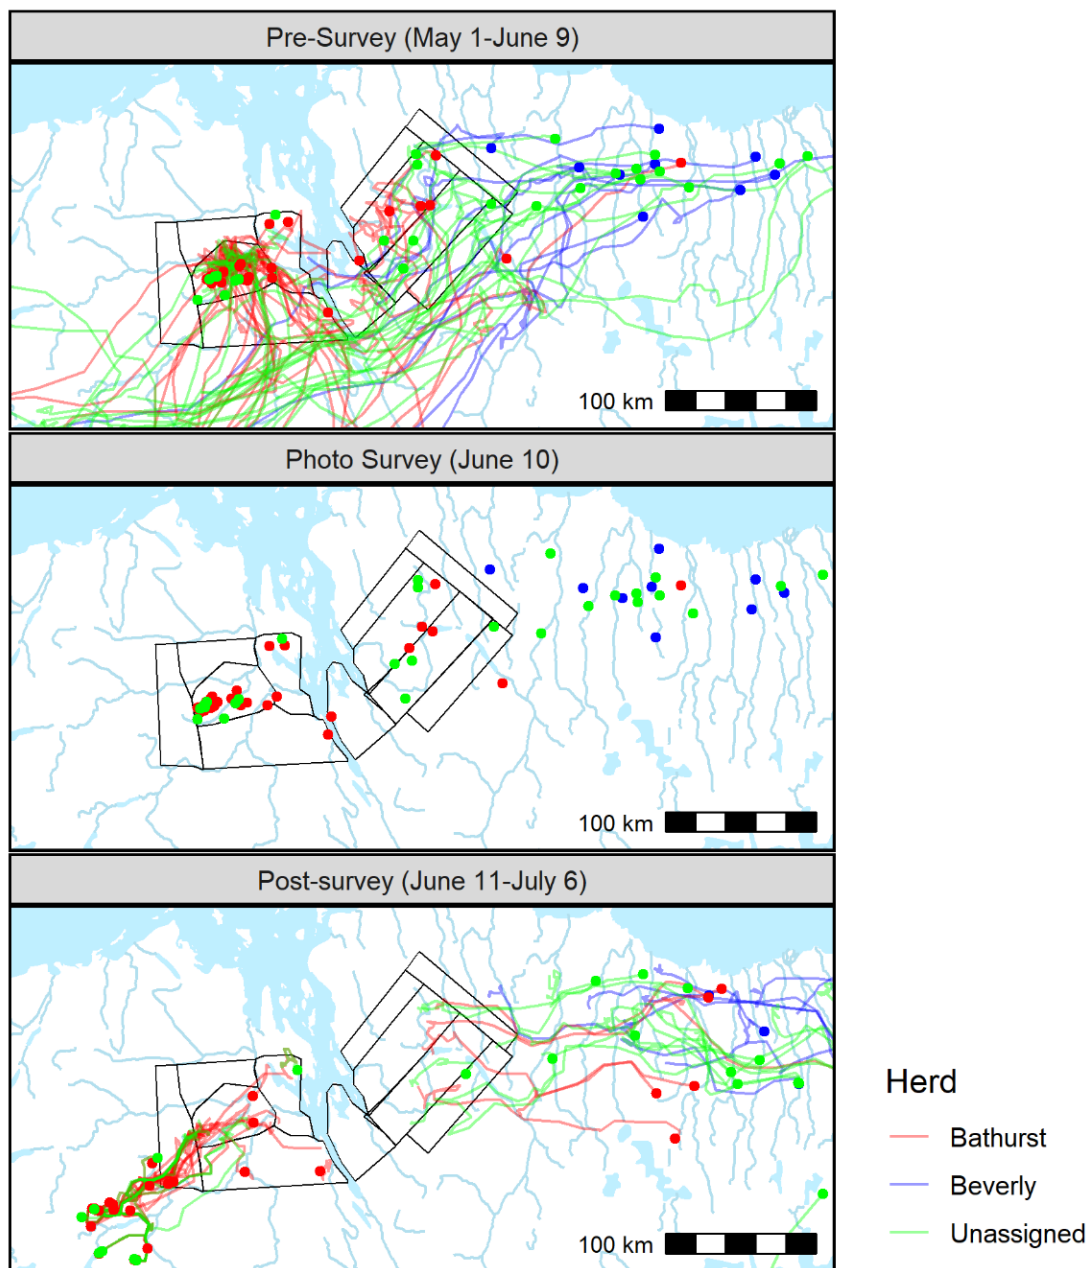 Pre-Survey (May 1-June 9)
100 km
Photo Survey (June 10)
100 km
Post-survey (June 11-July 6)
100 km
Herd
Bathurst
Beverly
Unassigned